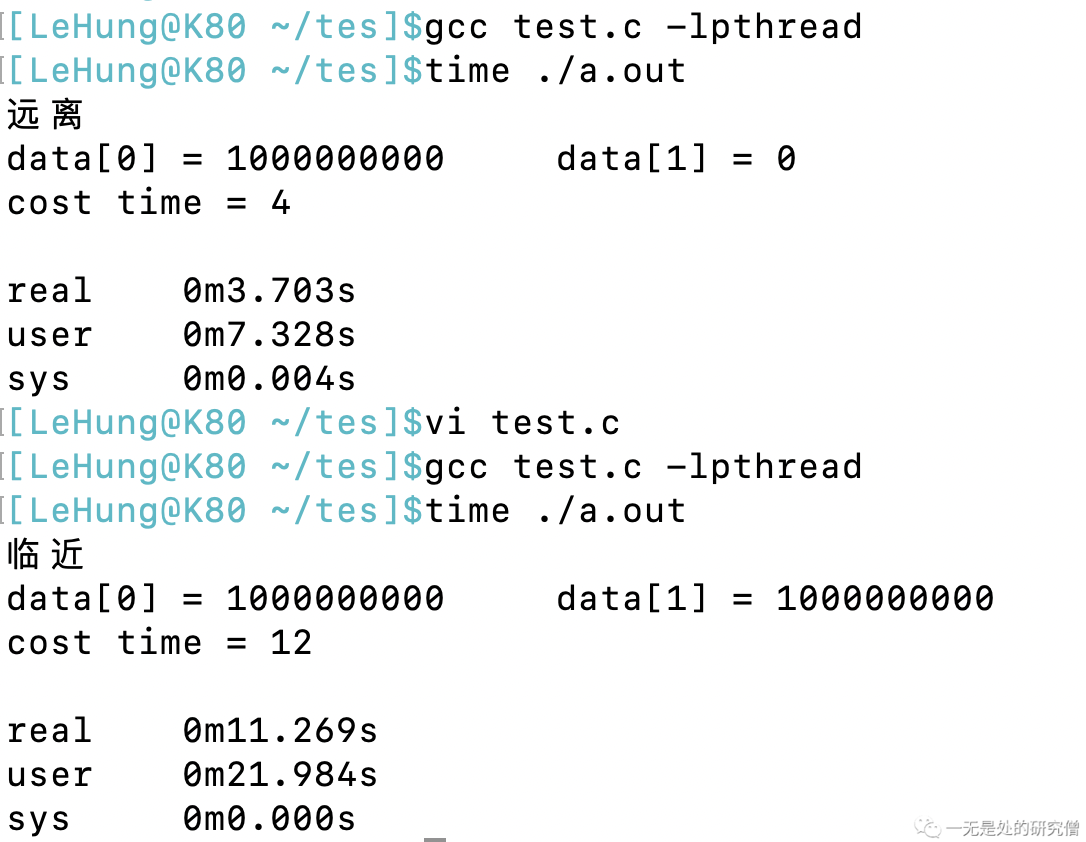 [[LeHung@K80 ~/tes]$gcc test.c -lpthread
[[LeHung@K80 ~/tes]$time ./a.out
远离
data[0] = 1000000000     data[1] = 0
cost time = 4
real    0m3.703s
user    0m7.328s
sys     0m0.004s
[[LeHung@K80 ~/tes]$vi test.c
[[LeHung@K80 ~/tes]$gcc test.c -lpthread
[[LeHung@K80 ~/tes]$time ./a.out
临近
data[0] = 1000000000     data[1] = 1000000000
cost time = 12
real    0m11.269s
user    0m21.984s
sys     0m0.000s
一无是处的研究僧